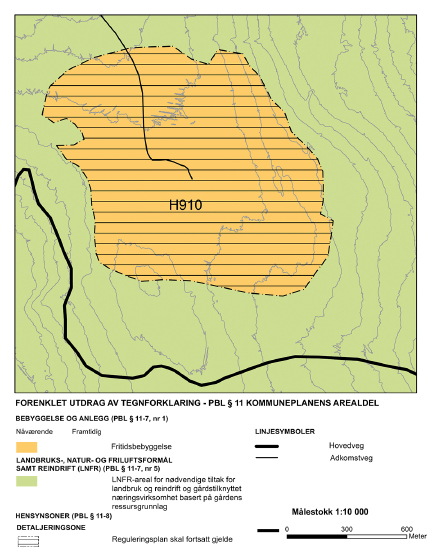 H910
FORENKLET UTDRAG AV TEGNFORKLARING - PBL § 11 KOMMUNEPLANENS AREALDEL
BEBYGGELSE OG ANLEGG (PBL § 11-7, nr 1)
Nåværende Framtidig
Fritidsbebyggelse
LANDBRUKS-, NATUR- OG FRILUFTSFORMÅL
SAMT REINDRIFT (LNFR) (PBL § 11-7, nr 5)
LNFR-areal for nødvendige tiltak for
landbruk og reindrift og gårdstilknyttet
næringsvirksomhet basert på gårdens
ressursgrunnlag
HENSYNSONER (PBL § 11-8)
DETALJERINGSONE
Reguleringsplan skal fortsatt gjelde
LINJESYMBOLER
Hovedveg
Adkomstveg
Målestokk 1:10 000
0 300 600
Meter